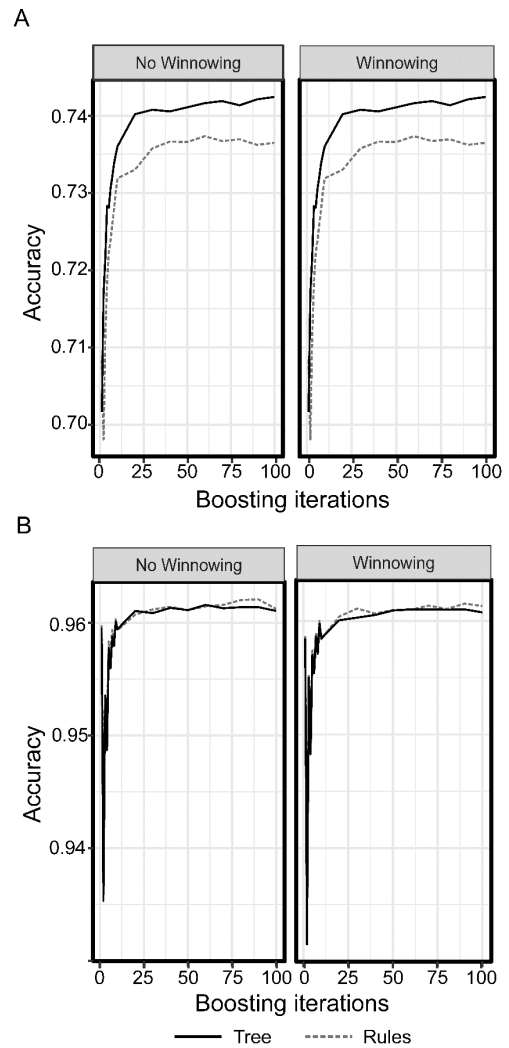 A
No Winnowing
Winnowing
Accuracy
0.74
0.73
0.72
0.71
0.70
0 25 50 75 100
0 25 50 75 100
Boosting iterations
B
No Winnowing
Winnowing
Accuracy
0.96
0.95
0.94
0 25 50 75 100
0 25 50 75 100
Boosting iterations
Tree
Rules